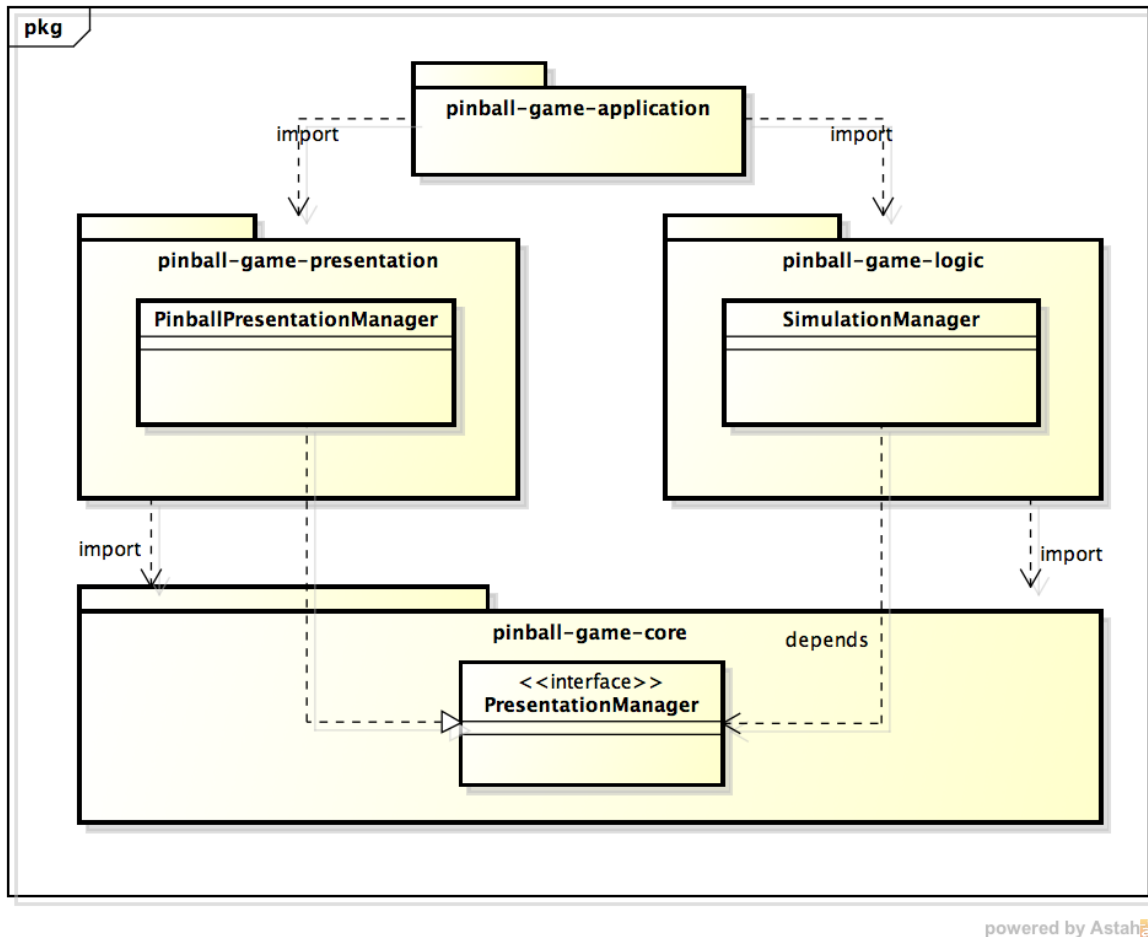 pkg
pinball-game-application
import
import
pinball-game-presentation
pinball-game-logic
PinballPresentationManager
SimulationManager
import
import
pinball-game-core
depends
<<interface>>
PresentationManager
powered by Astah